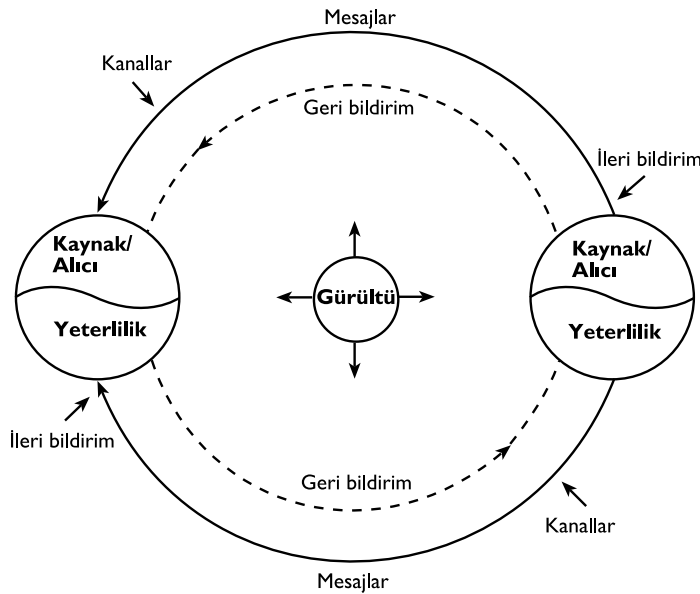 Mesajlar
Kanallar
Geri bildirim
İleri bildirim
Kaynak/
Alıcı
Yeterlilik
Gürültü
Kaynak/
Alıcı
Yeterlilik
İleri bildirim
Geri bildirim
Kanallar
Mesajlar